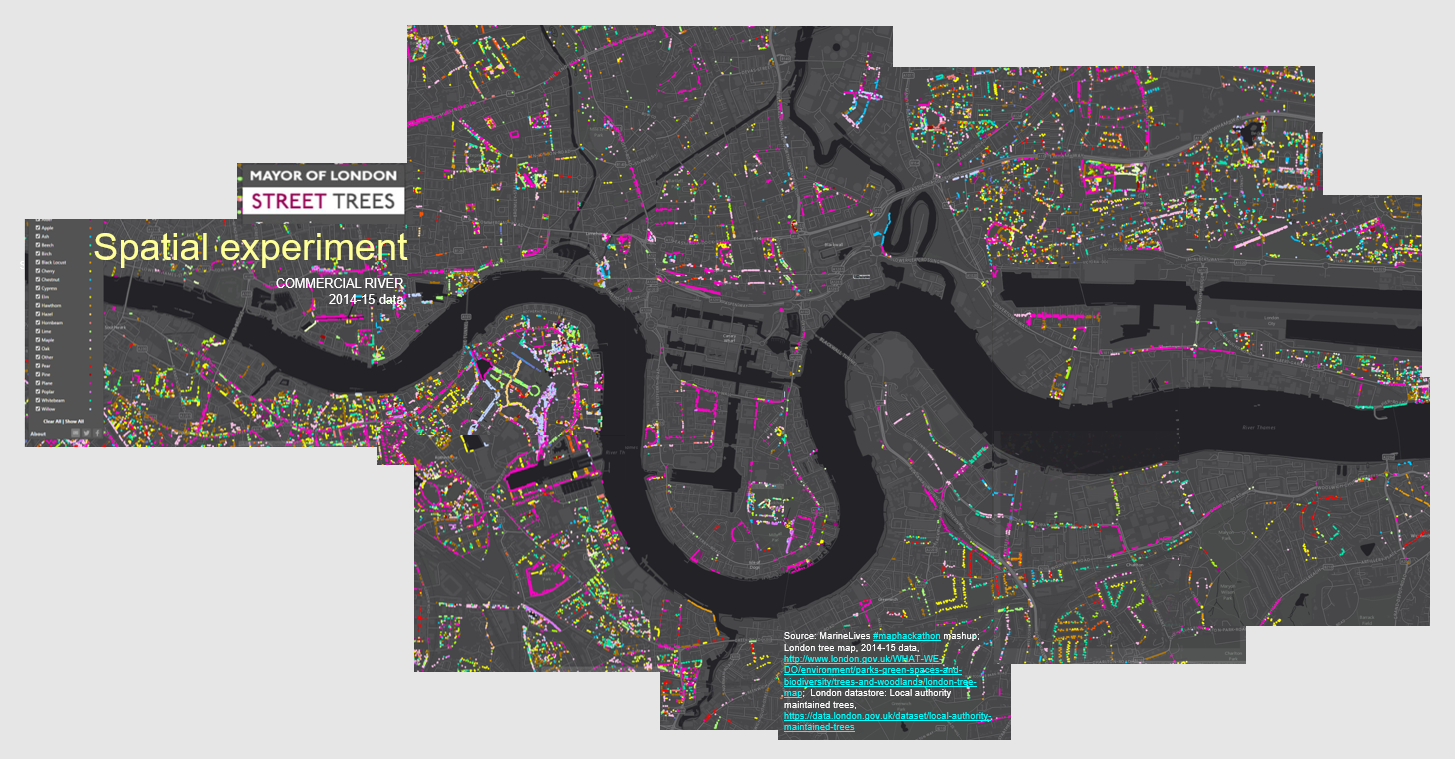 MAYOR OF LONDON
STREET TREES
Spatial experiment
COMMERCIAL RIVER
2014-15 data
Apple
Ash
Beech
Birch
Black Locust
Cherry
Chestnut
Cypress
Elm
Hawthorn
Hazel
Hornbeam
Lime
Maple
Oak
Other
Pear
Pine
Plane
Poplar
Whitebeam
Willow
Clear All | Show All
About
Canary
Wharf
River Th
River Thames
Source: MarineLives #maphackathon mashup;
London tree map, 2014-15 data,
http://www.london.gov.uk/WHAT-WE-
DO/environment/parks-green-spaces-and-
biodiversity/trees-and-woodlands/london-tree-
map; London datastore: Local authority
maintained trees,
https://data.london.gov.uk/dataset/local-authority-
maintained-trees